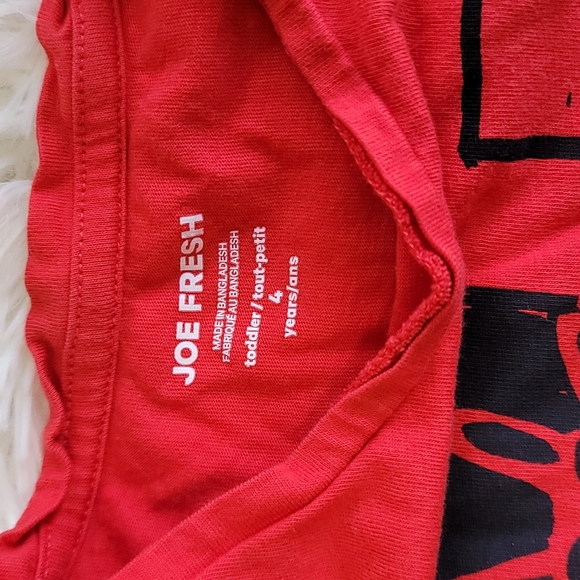 JOE FRESH
MADE IN BANGLADESH
FABRIQUÉ AU BANGLADESH
toddler / tout-petit
4
years/ans